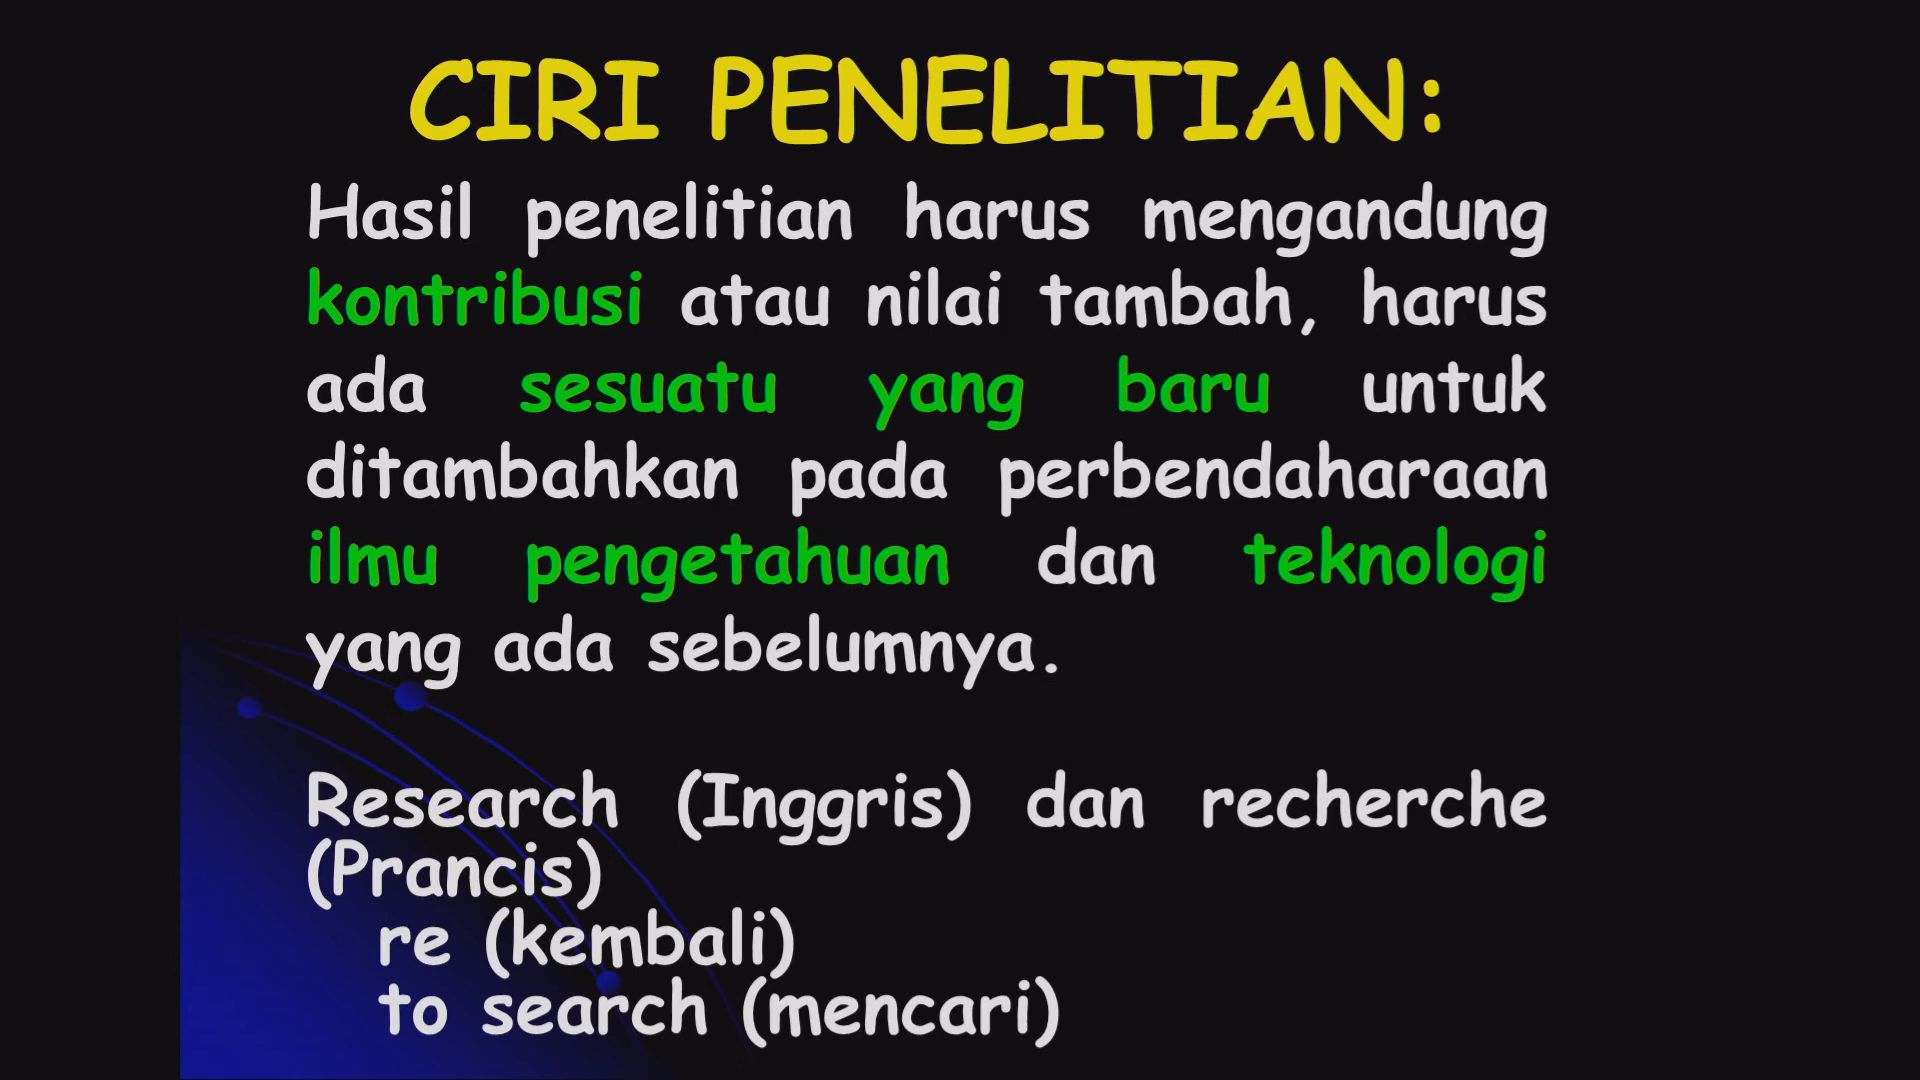 CIRI PENELITIAN:
Hasil penelitian harus mengandung
kontribusi atau nilai tambah, harus
ada sesuatu yang baru untuk
ditambahkan pada perbendaharaan
ilmu pengetahuan dan teknologi
yang ada sebelumnya.
Research (Inggris) dan recherche
(Prancis)
re (kembali)
to search (mencari)